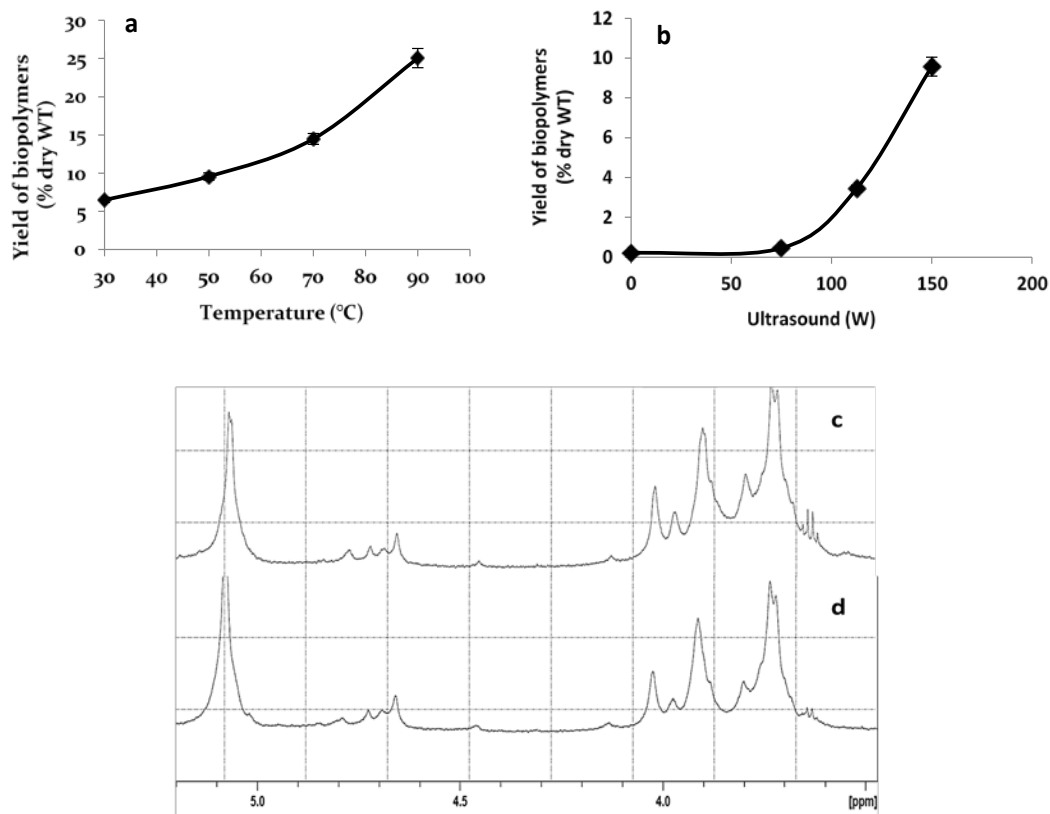 a
Yield of biopolymers
(% dry WT)
30
25
20
15
10
5
0
30 40 50 60 70 80 90 100
Temperature (°C)
b
Yield of biopolymers
(% dry WT)
12
10
8
6
4
2
0
0 50 100 150 200
Ultrasound (W)
c
d
5.0 4.5 4.0 [ppm]